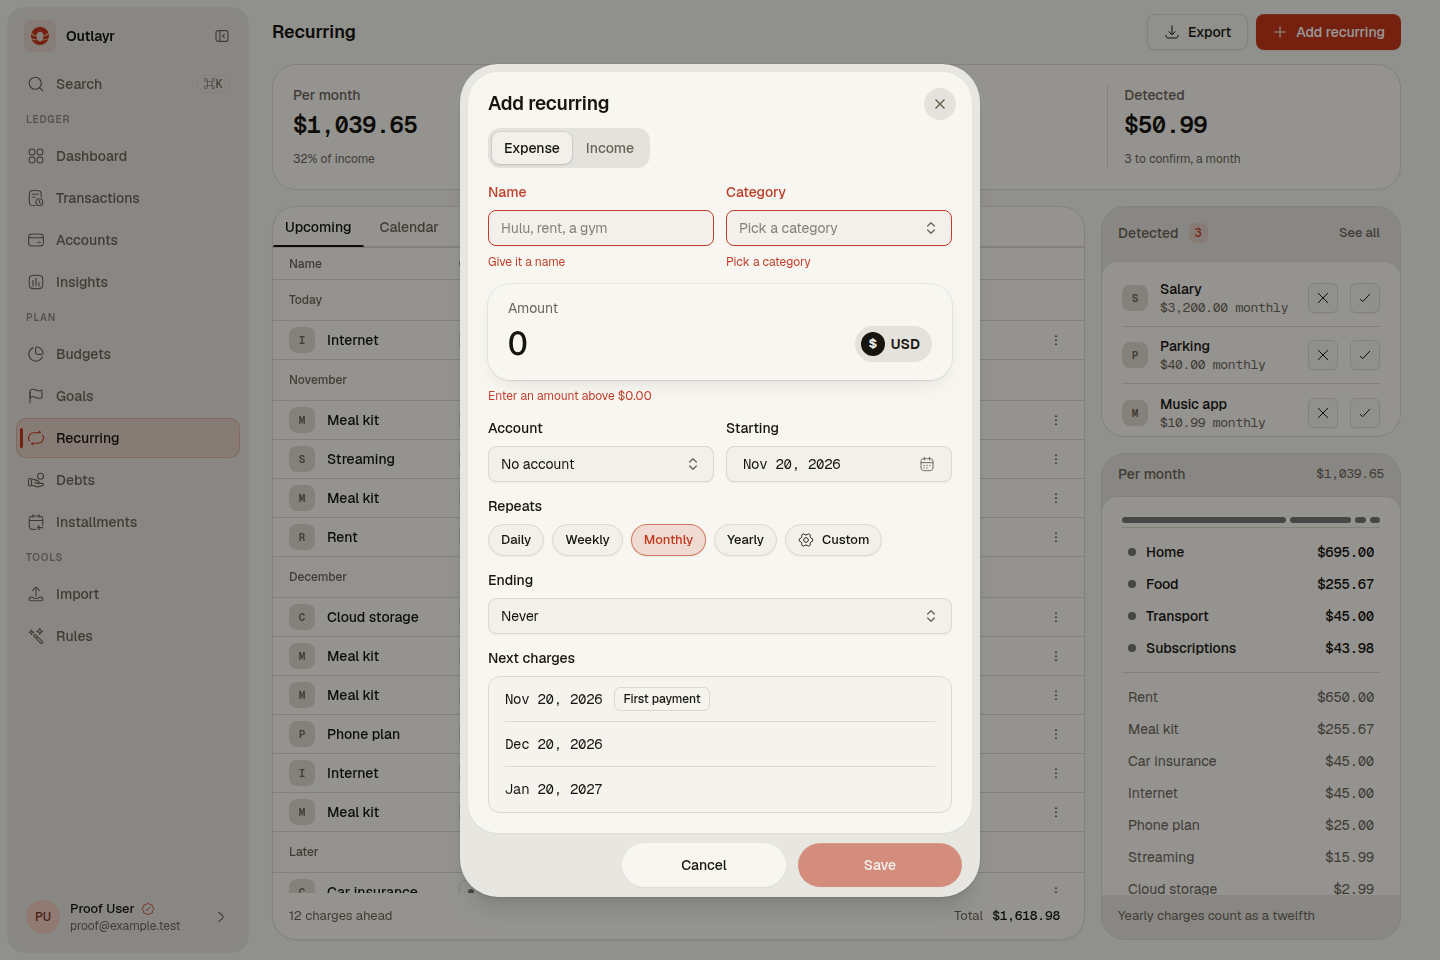 Outlayr
Search
⌘K
LEDGER
Dashboard
Transactions
Accounts
Insights
PLAN
Budgets
Goals
Recurring
Debts
Installments
TOOLS
Import
Rules
PU
Proof User
proof@example.test
Recurring
Export
Add recurring
Per month
$1,039.65
32% of income
Detected
$50.99
3 to confirm, a month
Upcoming
Calendar
Name
Today
I Internet
November
M Meal kit
S Streaming
M Meal kit
R Rent
December
C Cloud storage
M Meal kit
M Meal kit
P Phone plan
I Internet
M Meal kit
Later
C Car insurance
12 charges ahead
Total $1,618.98
Add recurring
Expense
Income
Name
Category
Hulu, rent, a gym
Pick a category
Give it a name
Pick a category
Amount
0
$ USD
Enter an amount above $0.00
Account
Starting
No account
Nov 20, 2026
Repeats
Daily
Weekly
Monthly
Yearly
Custom
Ending
Never
Next charges
Nov 20, 2026 First payment
Dec 20, 2026
Jan 20, 2027
Cancel
Save
Detected 3
See all
S Salary
$3,200.00 monthly
P Parking
$40.00 monthly
M Music app
$10.99 monthly
Per month $1,039.65
Home $695.00
Food $255.67
Transport $45.00
Subscriptions $43.98
Rent $650.00
Meal kit $255.67
Car insurance $45.00
Internet $45.00
Phone plan $25.00
Streaming $15.99
Cloud storage $2.99
Yearly charges count as a twelfth